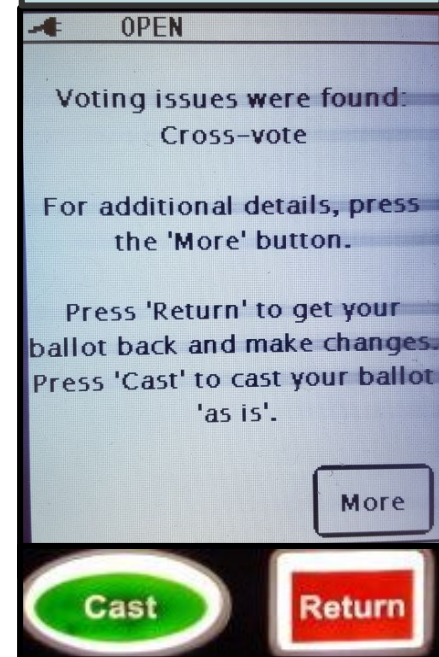 OPEN
Voting issues were found:
Cross-vote
For additional details, press
the 'More' button.
Press 'Return' to get your
ballot back and make changes.
Press 'Cast' to cast your ballot
'as is'.
More
Cast Return